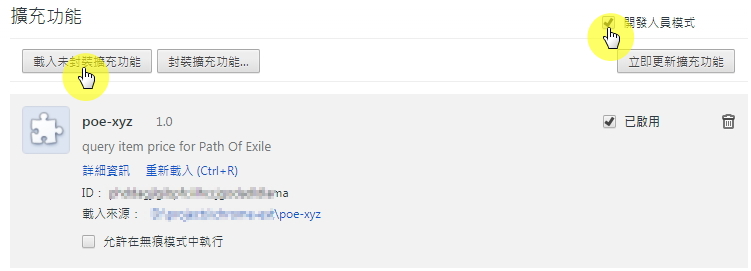 擴充功能
開發人員模式
載入未封裝擴充功能 封裝擴充功能... 立即更新擴充功能
poe-xyz 1.0 已啟用
query item price for Path Of Exile
詳細資訊 重新載入 (Ctrl+R)
ID： ma
載入來源： \poe-xyz
允許在無痕模式中執行